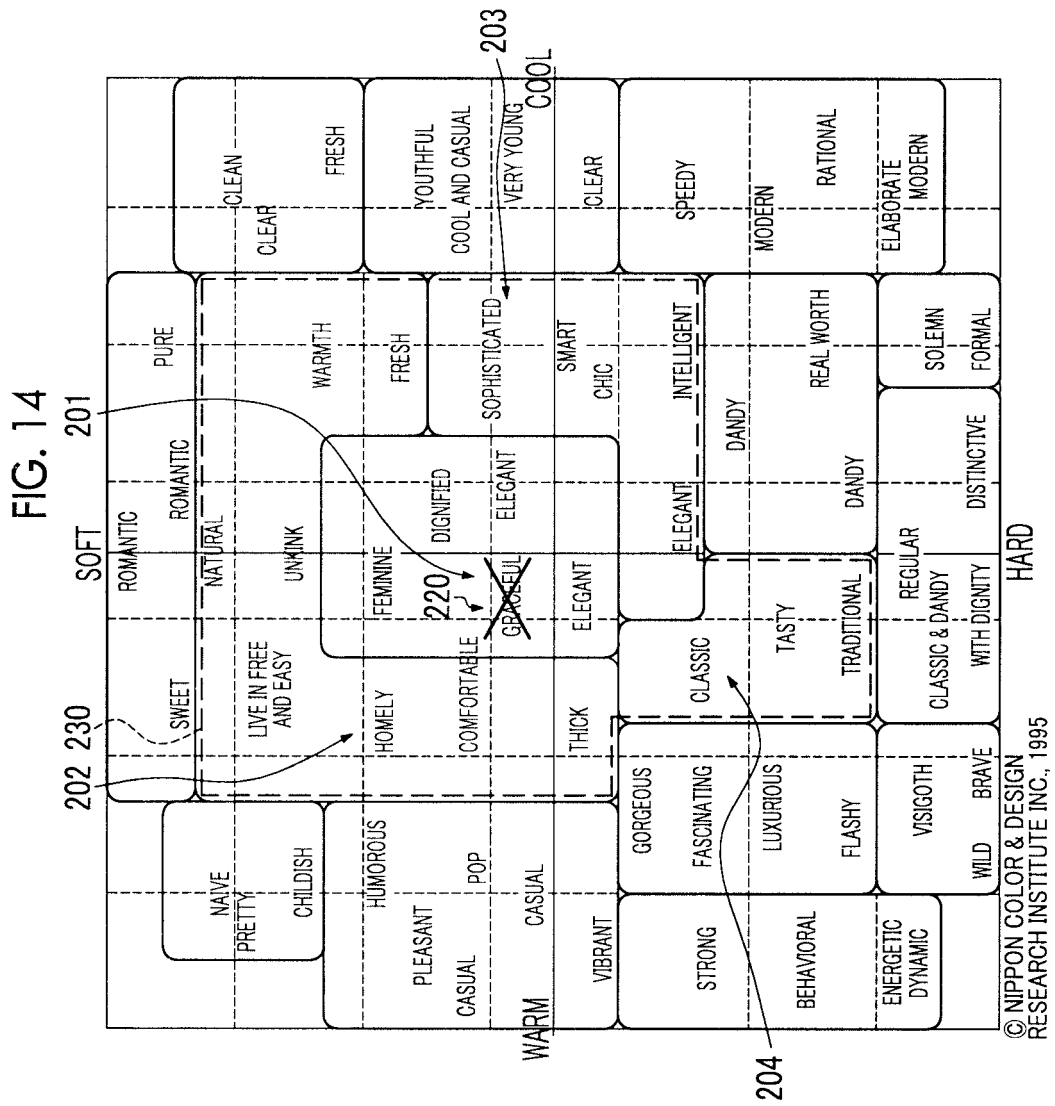 FIG. 14
SOFT
HARD
WARM
COOL
201
202
203
204
220
230
ROMANTIC
SWEET
ROMANTIC
PURE
NAIVE
PRETTY
CHILDISH
NATURAL
LIVE IN FREE
AND EASY
UNKINK
WARMTH
FRESH
CLEAN
CLEAR
FRESH
HUMOROUS
PLEASANT
CASUAL
POP
CASUAL
VIBRANT
HOMELY
COMFORTABLE
THICK
FEMININE
DIGNIFIED
GRACEFUL
ELEGANT
ELEGANT
SOPHISTICATED
SMART
CHIC
ELEGANT
INTELLIGENT
YOUTHFUL
COOL AND CASUAL
VERY YOUNG
CLEAR
STRONG
BEHAVIORAL
ENERGETIC
DYNAMIC
GORGEOUS
FASCINATING
LUXURIOUS
FLASHY
CLASSIC
TASTY
TRADITIONAL
DANDY
DANDY
REAL WORTH
SPEEDY
MODERN
RATIONAL
ELABORATE
MODERN
VISIGOTH
WILD
BRAVE
REGULAR
CLASSIC & DANDY
WITH DIGNITY
DISTINCTIVE
SOLEMN
FORMAL
© NIPPON COLOR & DESIGN
RESEARCH INSTITUTE INC., 1995